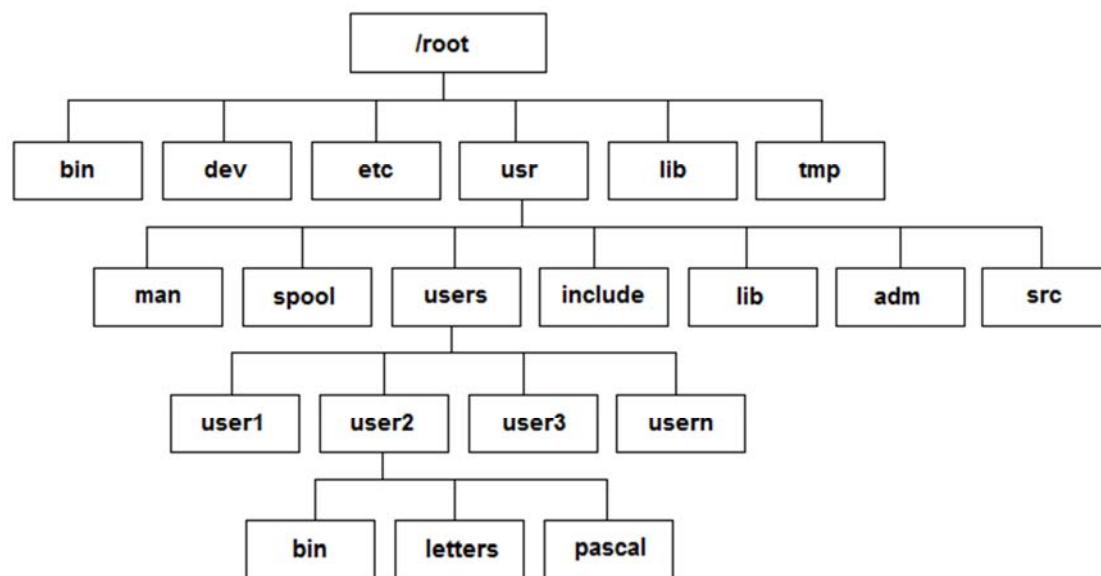 /root
bin dev etc usr lib tmp
man spool users include lib adm src
user1 user2 user3 usern
bin letters pascal